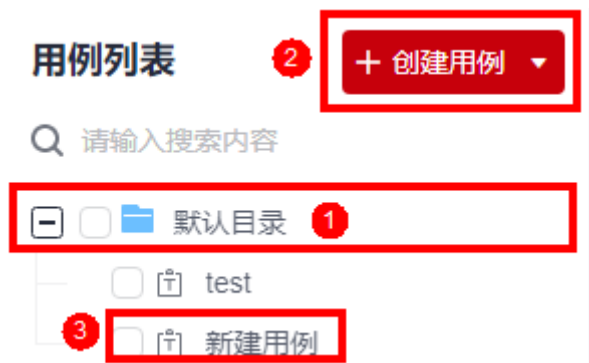 用例列表 2 + 创建用例
请输入搜索内容
默认目录 1
test
3 新建用例